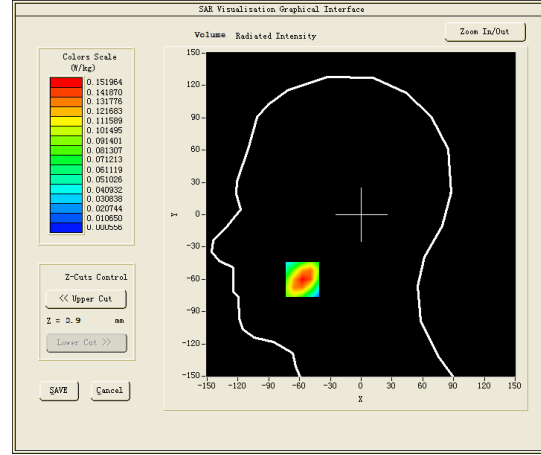 SAR Visualisation Graphical Interface
Volume Radiated Intensity
Zoom In/Out
Colors Scale
(W/kg)
0.151964
0.141870
0.131776
0.121683
0.111589
0.101495
0.091401
0.081307
0.071213
0.061119
0.051026
0.040932
0.030838
0.020744
0.010650
0.000556
Z-Cuts Control
<< Upper Cut
Z = 0.9 mm
Lower Cut >>
SAVE
Cancel
Y
150
120
90
60
30
0
-30
-60
-90
-120
-150
-150 -120 -90 -60 -30 0 30 60 90 120 150
X